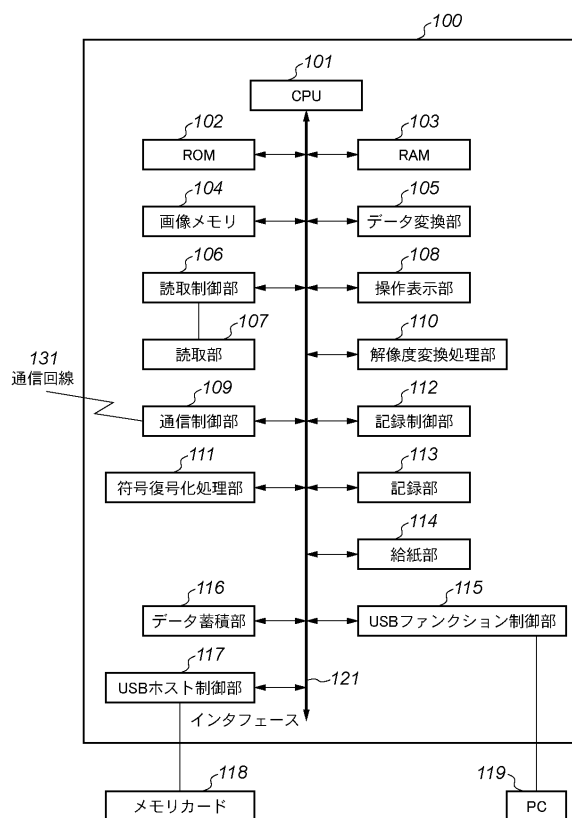 100
101
CPU
102
ROM
103
RAM
104
画像メモリ
105
データ変換部
106
読取制御部
108
操作表示部
107
読取部
110
解像度変換処理部
131
通信回線
109
通信制御部
112
記録制御部
111
符号復号化処理部
113
記録部
114
給紙部
116
データ蓄積部
115
USBファンクション制御部
117
USBホスト制御部
121
インタフェース
118
メモリカード
119
PC